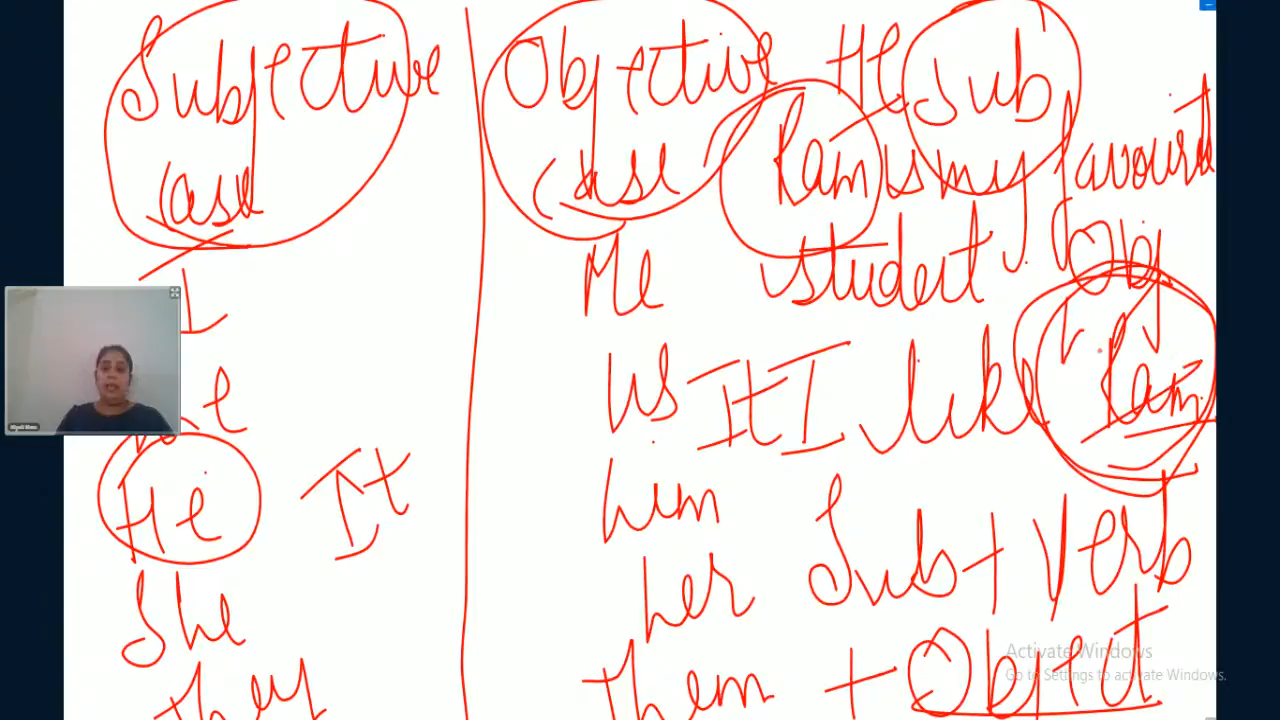 Subjective Objective He Sub
case case Ram is my favourite
student Obj
I Me
us It I like Ram
He It him
She her Sub + Verb
they them + Object
Activate Windows
Go to Settings to activate Windows.